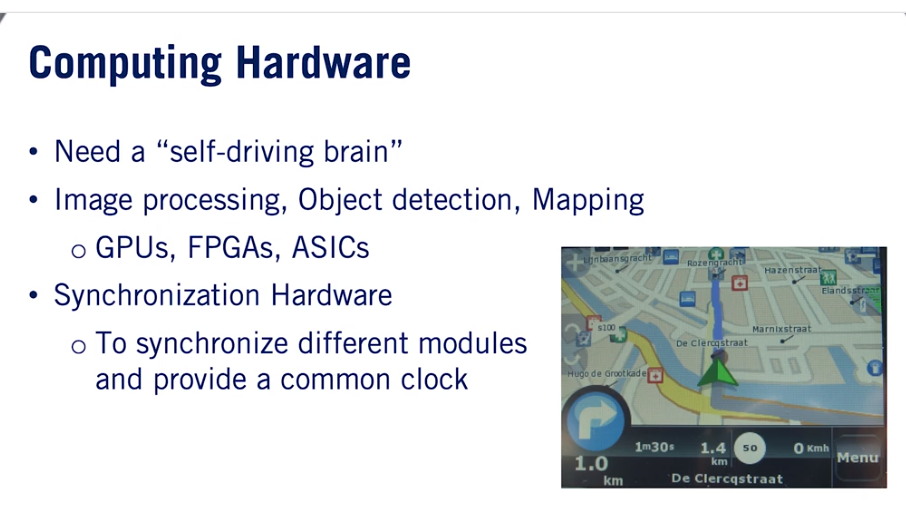 Computing Hardware
• Need a “self-driving brain”
• Image processing, Object detection, Mapping
o GPUs, FPGAs, ASICs
• Synchronization Hardware
o To synchronize different modules
and provide a common clock
Lijnbaansgracht
Rozengracht
Hazenstraat
Elandsstraat
s100
Marnixstraat
De Clercqstraat
Hugo de Grootkade
1m30s 1.4 km 50 0 Kmh Menu
1.0 km
De Clercqstraat